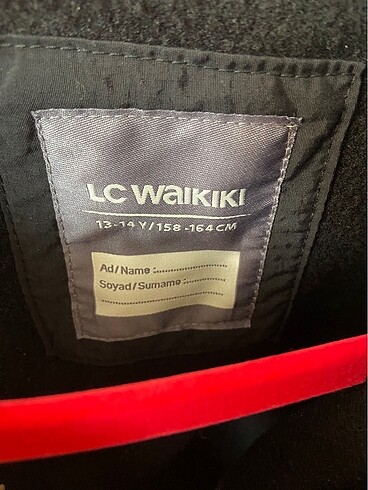 LC WAIKIKI
13-14 Y/158-164 CM
Ad/Name :....................
Soyad/Surname :............
..............................